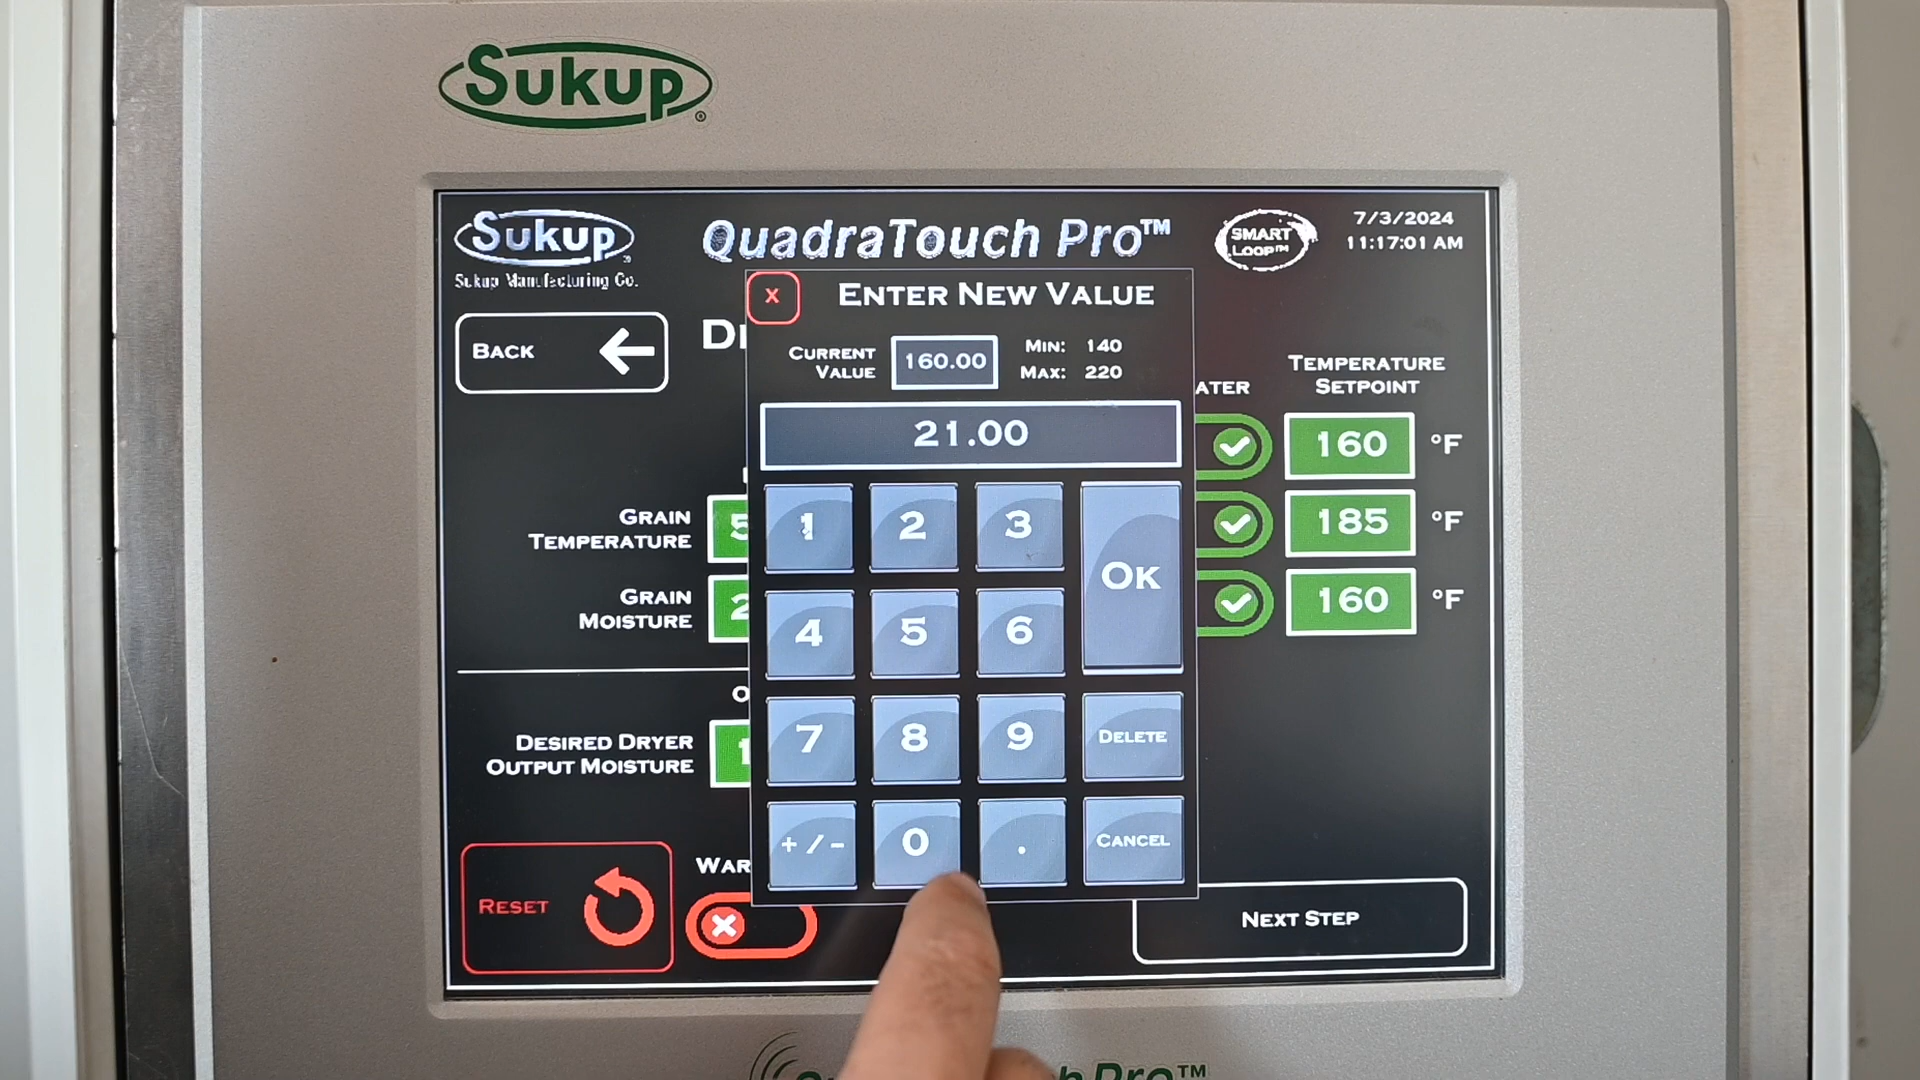 Sukup®
Sukup
Sukup Manufacturing Co.
QuadraTouch Pro™
SMART
LOOP™
7/3/2024
11:17:01 AM
BACK
X
ENTER NEW VALUE
CURRENT
VALUE
160.00
MIN: 140
MAX: 220
21.00
1 2 3 OK
4 5 6
7 8 9 DELETE
+/- 0 . CANCEL
TEMPERATURE
SETPOINT
160 °F
185 °F
160 °F
GRAIN
TEMPERATURE
GRAIN
MOISTURE
DESIRED DRYER
OUTPUT MOISTURE
RESET
NEXT STEP
Pro™